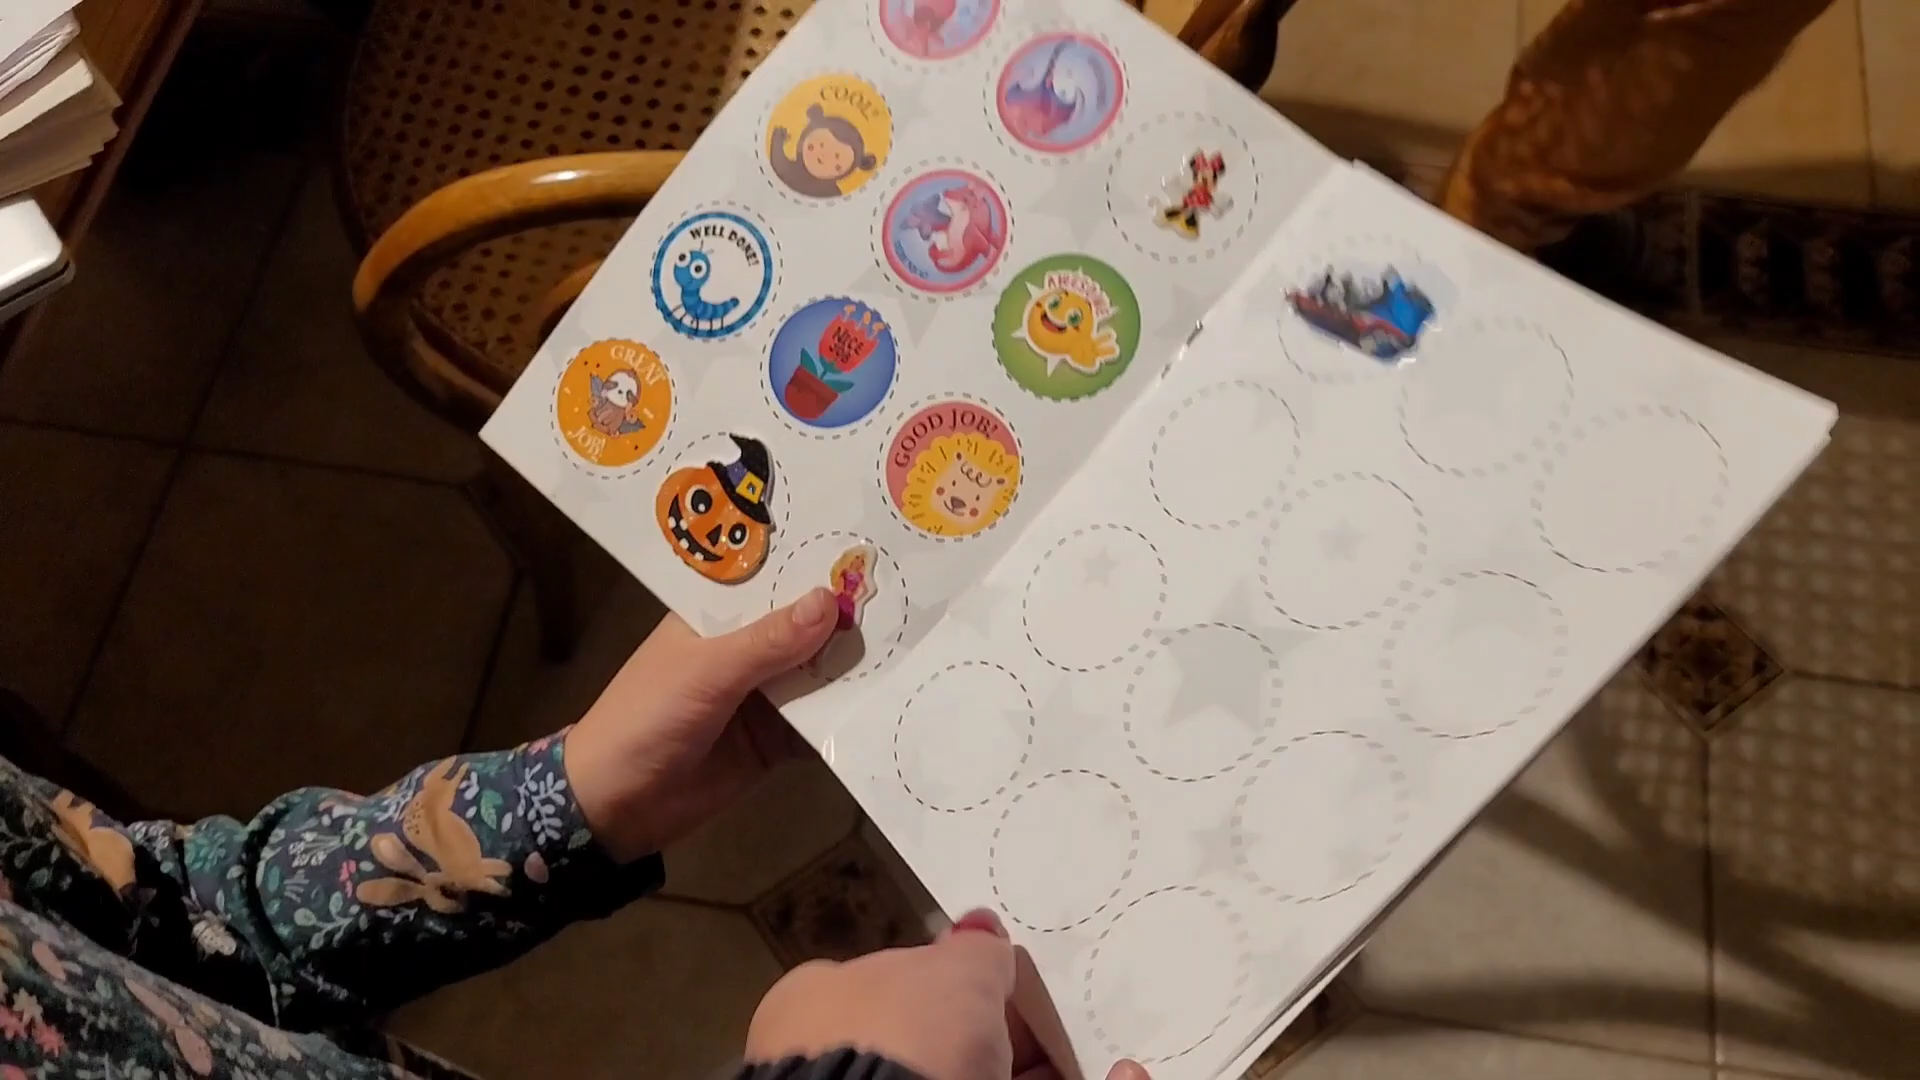 COOL!
WELL DONE!
AWESOME
NICE
JOB
GREAT
JOB!
GOOD JOB!